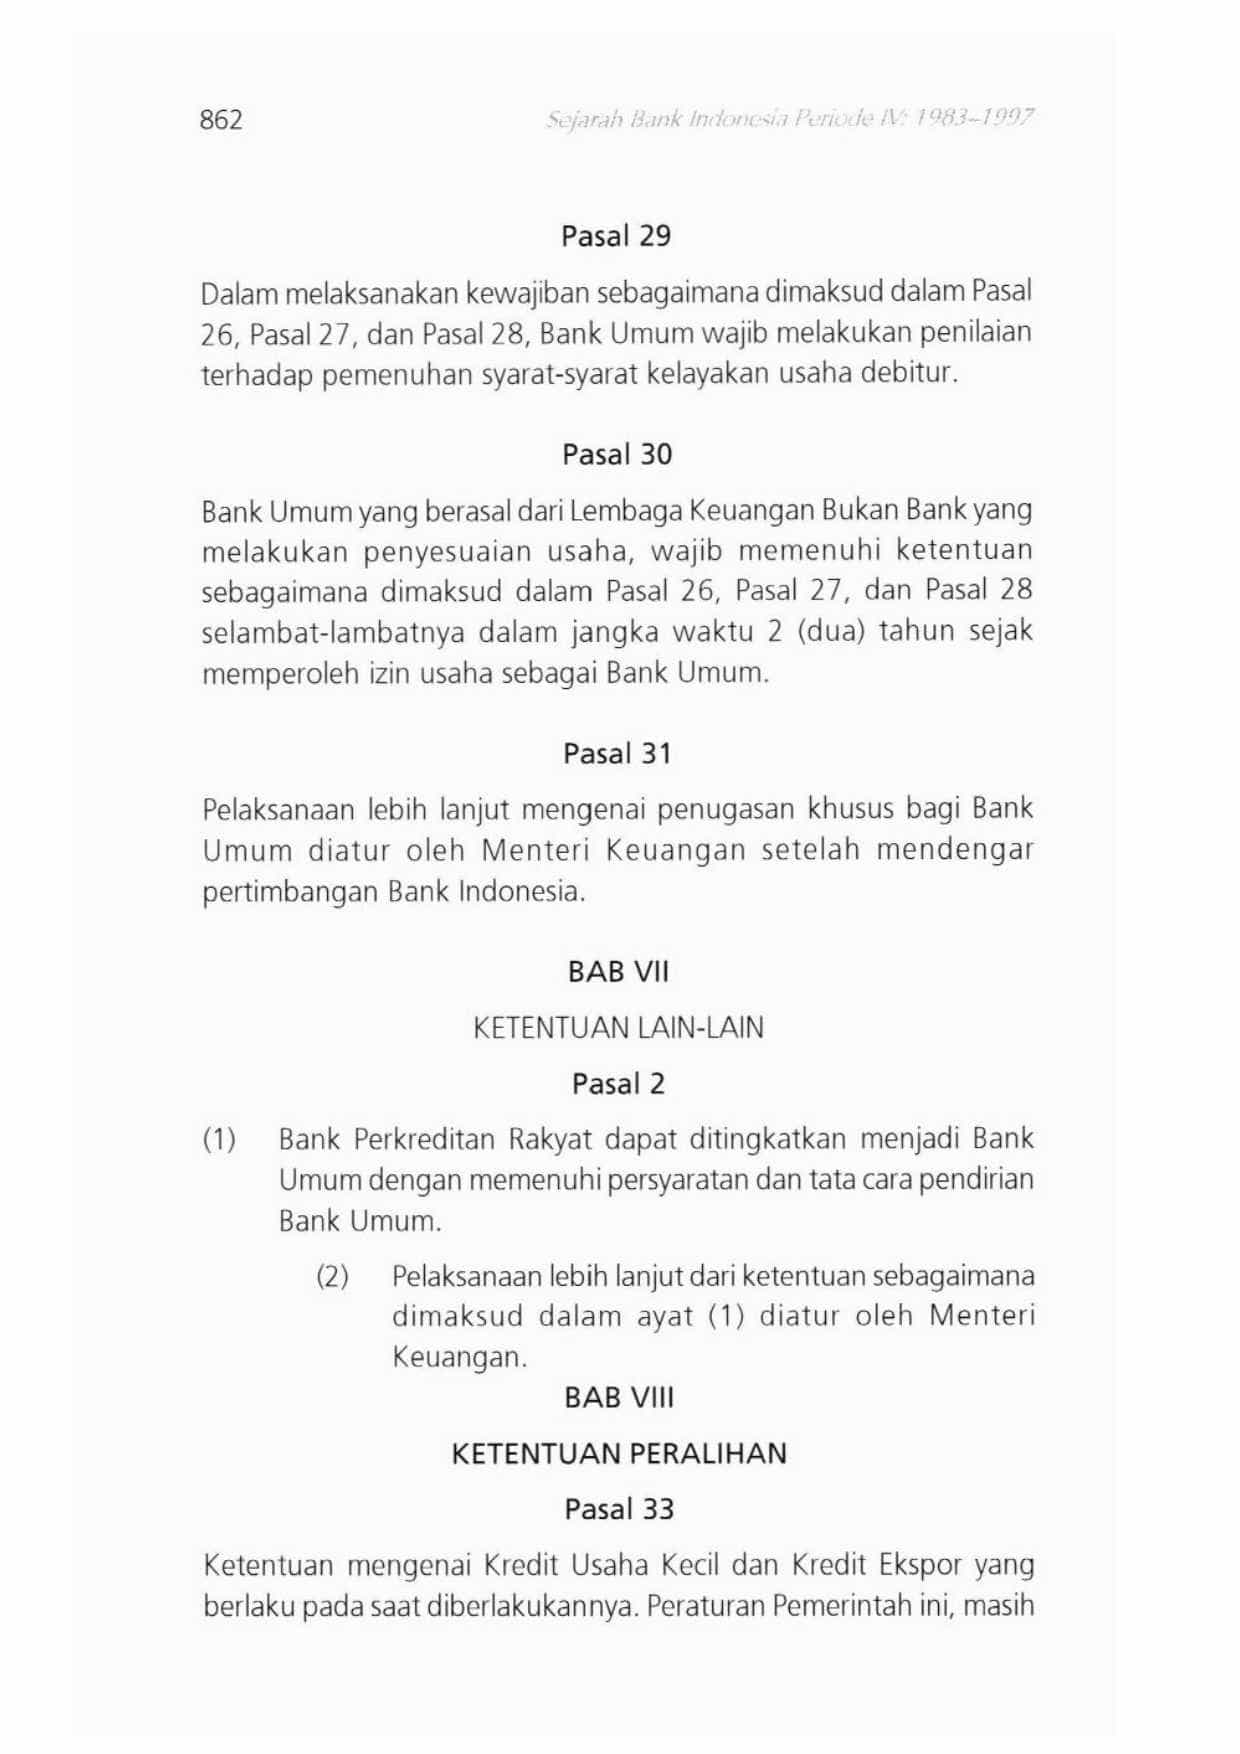 862
Sejarah Bank Indonesia Periode IV: 1983–1997
Pasal 29
Dalam melaksanakan kewajiban sebagaimana dimaksud dalam Pasal
26, Pasal 27, dan Pasal 28, Bank Umum wajib melakukan penilaian
terhadap pemenuhan syarat-syarat kelayakan usaha debitur.
Pasal 30
Bank Umum yang berasal dari Lembaga Keuangan Bukan Bank yang
melakukan penyesuaian usaha, wajib memenuhi ketentuan
sebagaimana dimaksud dalam Pasal 26, Pasal 27, dan Pasal 28
selambat-lambatnya dalam jangka waktu 2 (dua) tahun sejak
memperoleh izin usaha sebagai Bank Umum.
Pasal 31
Pelaksanaan lebih lanjut mengenai penugasan khusus bagi Bank
Umum diatur oleh Menteri Keuangan setelah mendengar
pertimbangan Bank Indonesia.
BAB VII
KETENTUAN LAIN-LAIN
Pasal 2
(1) Bank Perkreditan Rakyat dapat ditingkatkan menjadi Bank
Umum dengan memenuhi persyaratan dan tata cara pendirian
Bank Umum.
(2) Pelaksanaan lebih lanjut dari ketentuan sebagaimana
dimaksud dalam ayat (1) diatur oleh Menteri
Keuangan.
BAB VIII
KETENTUAN PERALIHAN
Pasal 33
Ketentuan mengenai Kredit Usaha Kecil dan Kredit Ekspor yang
berlaku pada saat diberlakukannya. Peraturan Pemerintah ini, masih